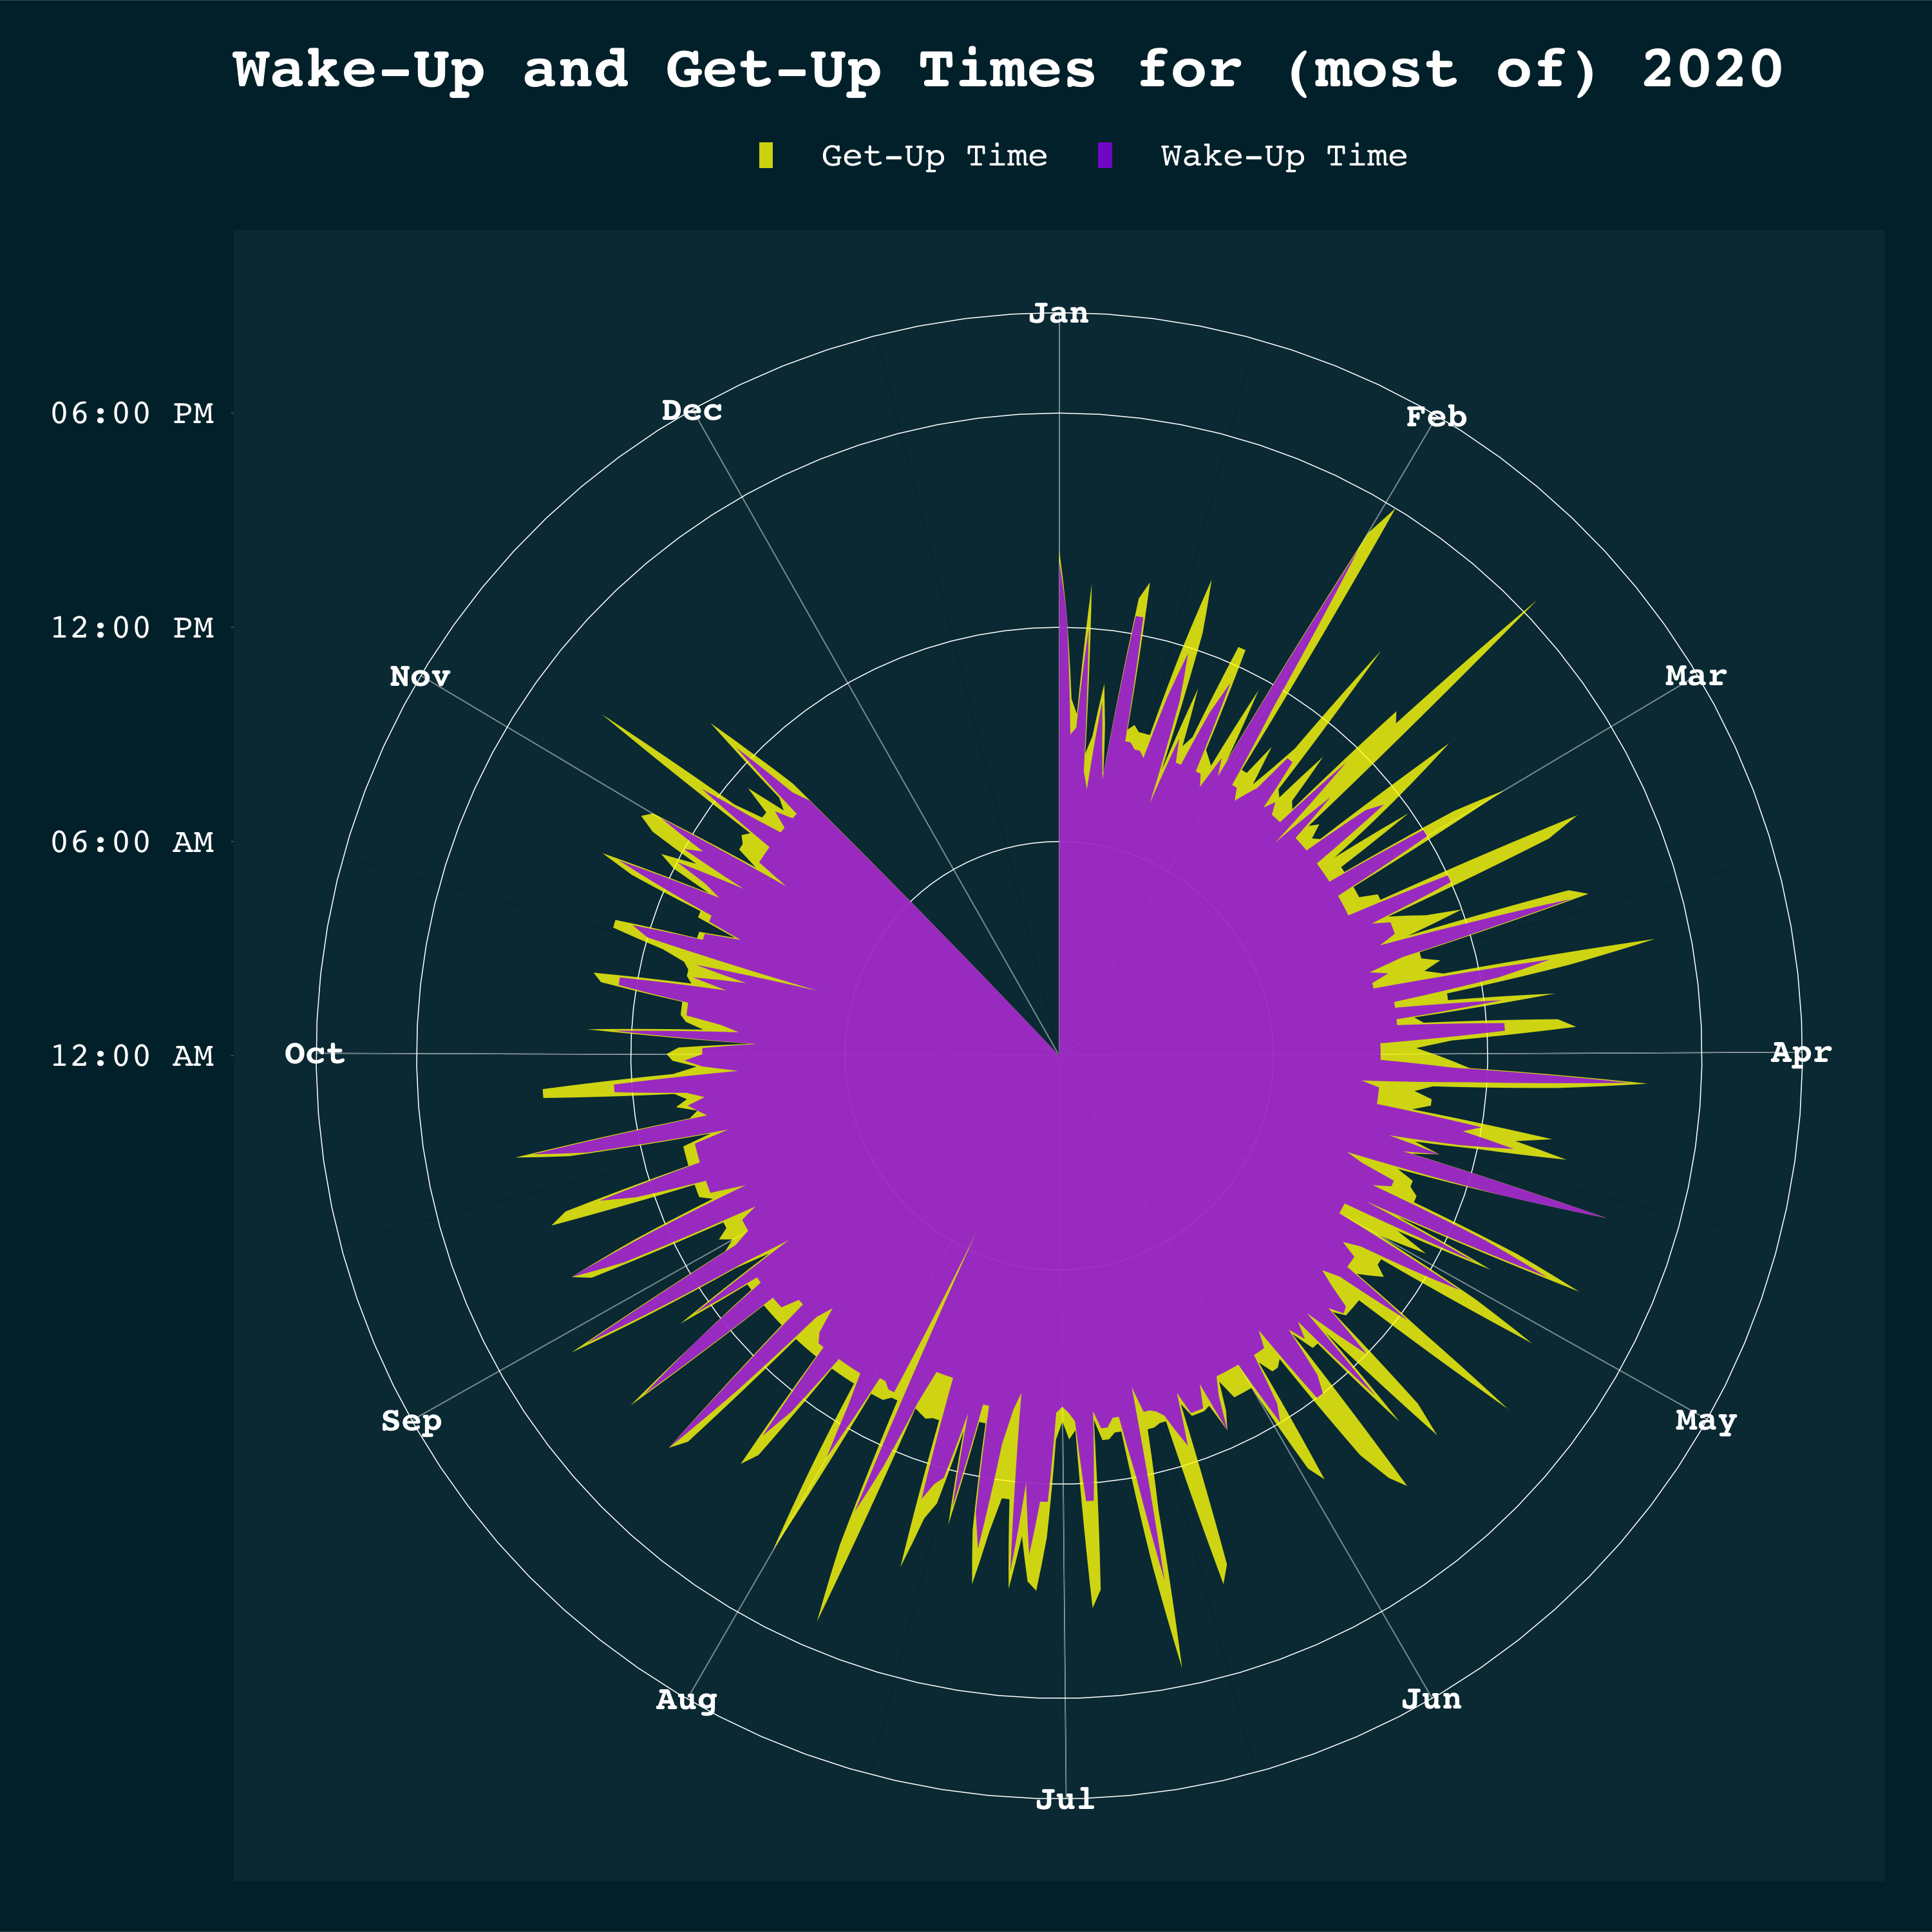 Wake-Up and Get-Up Times for (most of) 2020
Get-Up Time Wake-Up Time
Jan
Dec
Feb
06:00 PM
12:00 PM
Nov
Mar
06:00 AM
12:00 AM
Oct
Apr
Sep
May
Aug
Jun
Jul